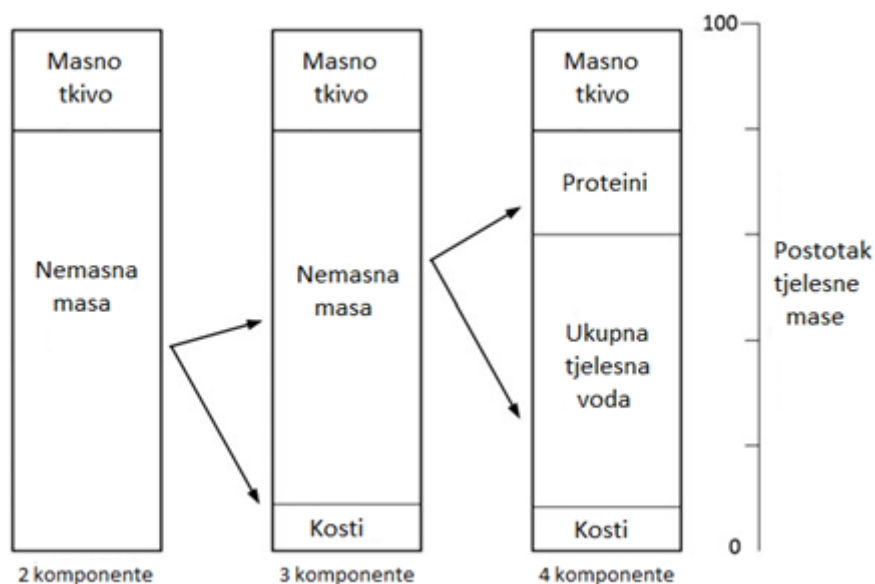 Masno
tkivo
Nemasna
masa
2 komponente
Masno
tkivo
Nemasna
masa
Kosti
3 komponente
Masno
tkivo
Proteini
Ukupna
tjelesna
voda
Kosti
4 komponente
100
Postotak
tjelesne
mase
0